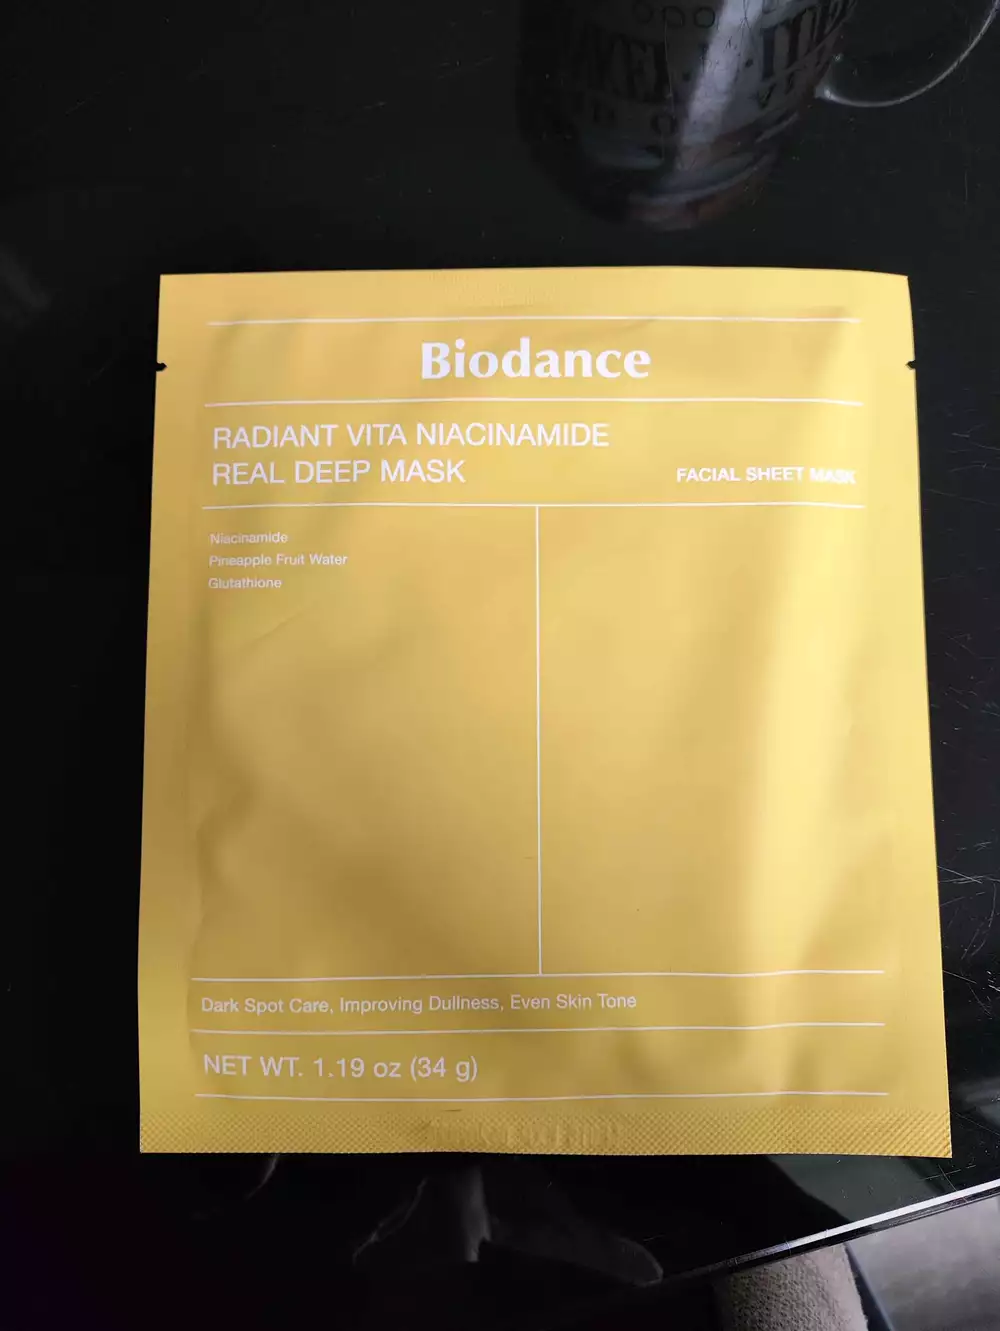 Biodance
RADIANT VITA NIACINAMIDE
REAL DEEP MASK
FACIAL SHEET MASK
Niacinamide
Pineapple Fruit Water
Glutathione
Dark Spot Care, Improving Dullness, Even Skin Tone
NET WT. 1.19 oz (34 g)